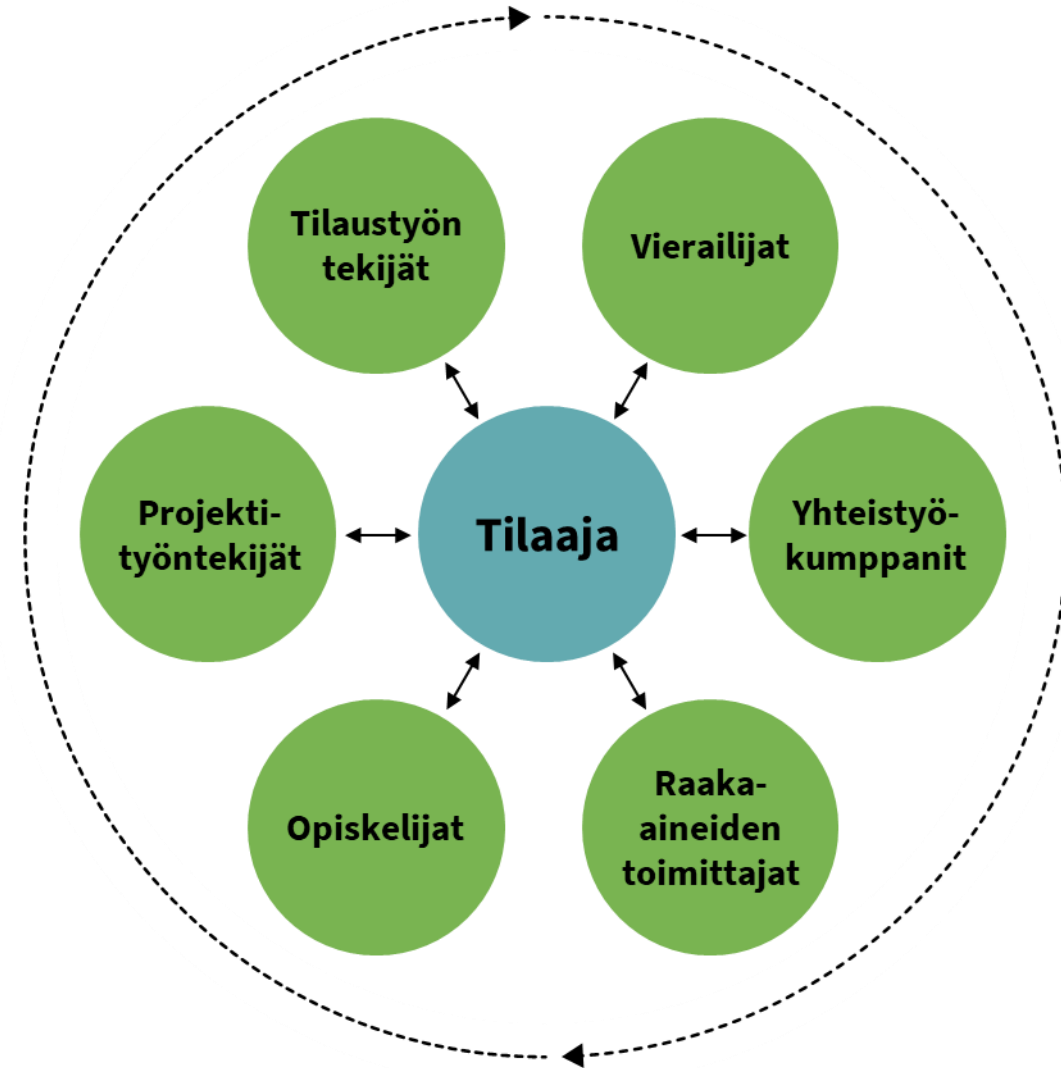 Tilaustyön
tekijät
Vierailijat
Projekti-
työntekijät
Tilaaja
Yhteistyö-
kumppanit
Opiskelijat
Raaka-
aineiden
toimittajat